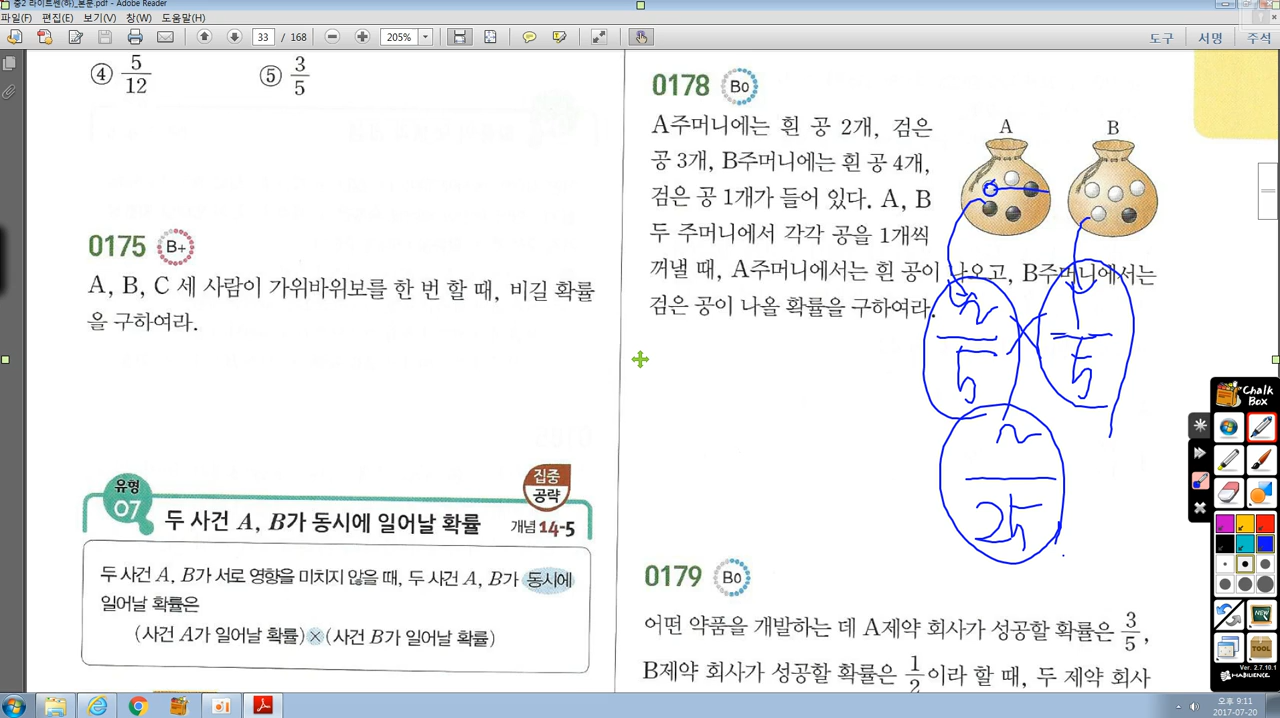 중2 라이트쎈(하)_본문.pdf - Adobe Reader
파일(F) 편집(E) 보기(V) 창(W) 도움말(H)
33 / 168
205%
도구
서명
주석
④ 5/12
⑤ 3/5
0175 B+
A, B, C 세 사람이 가위바위보를 한 번 할 때, 비길 확률
을 구하여라.
유형
07
집중
공략
두 사건 A, B가 동시에 일어날 확률
개념 14-5
두 사건 A, B가 서로 영향을 미치지 않을 때, 두 사건 A, B가 동시에
일어날 확률은
(사건 A가 일어날 확률)×(사건 B가 일어날 확률)
0178 B0
A주머니에는 흰 공 2개, 검은
공 3개, B주머니에는 흰 공 4개,
검은 공 1개가 들어 있다. A, B
두 주머니에서 각각 공을 1개씩
꺼낼 때, A주머니에서는 흰 공이 나오고, B주머니에서는
검은 공이 나올 확률을 구하여라.
A
B
2/5 × 1/5
2/25
0179 B0
어떤 약품을 개발하는 데 A제약 회사가 성공할 확률은 3/5,
B제약 회사가 성공할 확률은 1/2이라 할 때, 두 제약 회사
Chalk
Box
NEW
TOOL
Ver. 2.7.10.1
MABILIENCE
오후 9:11
2017-07-20